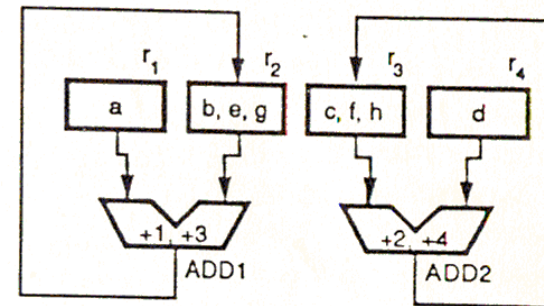 r1 r2 r3 r4
a b, e, g c, f, h d
+1, +3 +2, +4
ADD1 ADD2